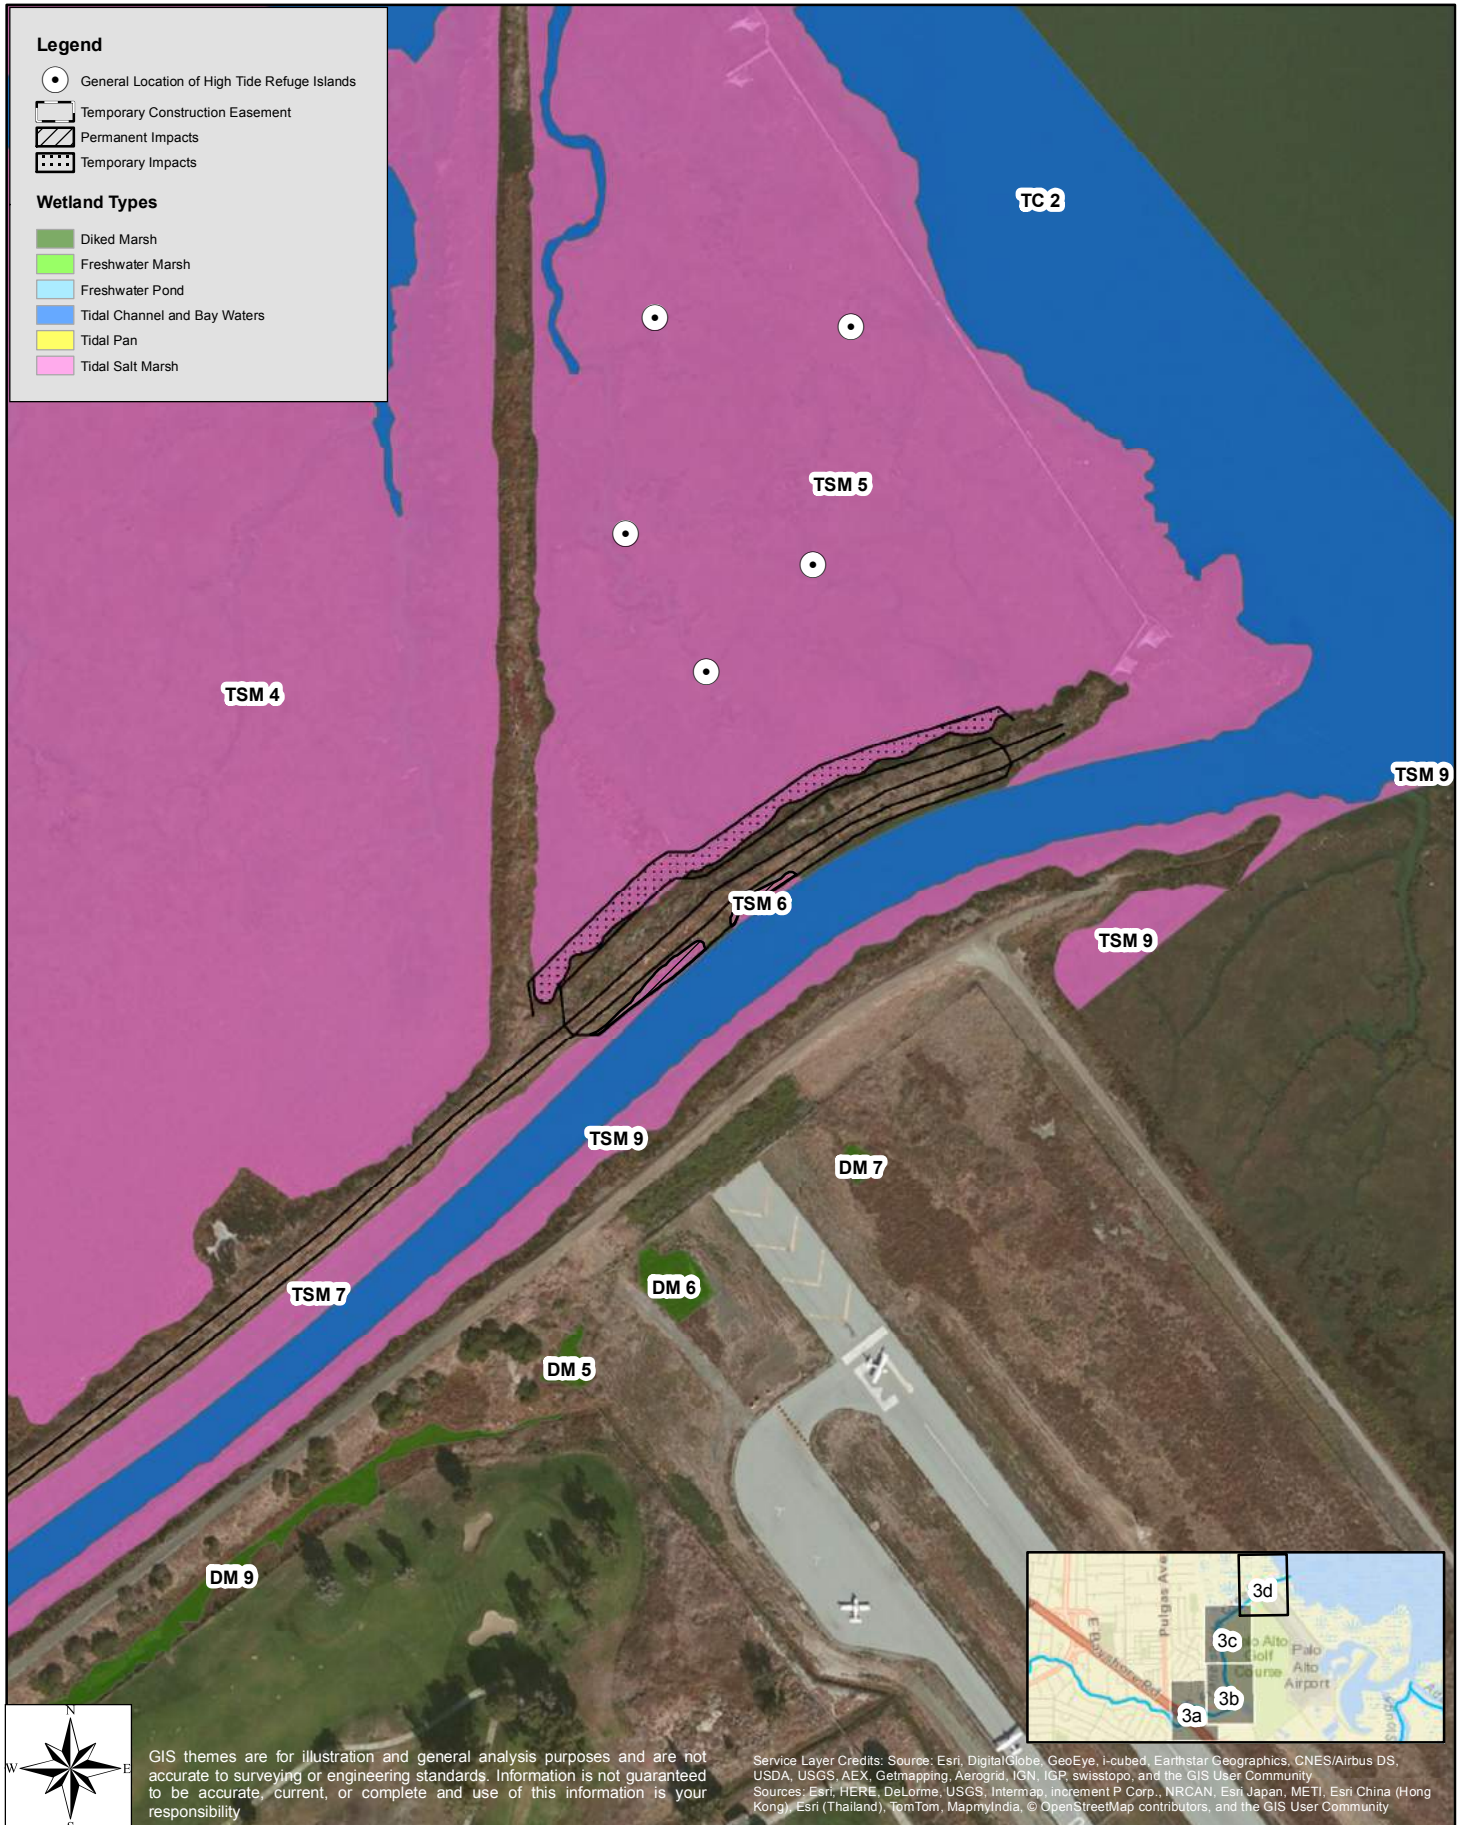 Legend
General Location of High Tide Refuge Islands
Temporary Construction Easement
Permanent Impacts
Temporary Impacts
Wetland Types
Diked Marsh
Freshwater Marsh
Freshwater Pond
Tidal Channel and Bay Waters
Tidal Pan
Tidal Salt Marsh
TC 2
TSM 5
TSM 4
TSM 9
TSM 6
TSM 9
TSM 9
DM 7
TSM 7
DM 6
DM 5
DM 9
3d
3c
3b
3a
Pulgas Ave
E Bayshore Rd
Alto
Golf
Course
Palo
Alto
Airport
N
W
E
S
GIS themes are for illustration and general analysis purposes and are not
accurate to surveying or engineering standards. Information is not guaranteed
to be accurate, current, or complete and use of this information is your
responsibility
Service Layer Credits: Source: Esri, DigitalGlobe, GeoEye, i-cubed, Earthstar Geographics, CNES/Airbus DS,
USDA, USGS, AEX, Getmapping, Aerogrid, IGN, IGP, swisstopo, and the GIS User Community
Sources: Esri, HERE, DeLorme, USGS, Intermap, increment P Corp., NRCAN, Esri Japan, METI, Esri China (Hong
Kong), Esri (Thailand), TomTom, MapmyIndia, © OpenStreetMap contributors, and the GIS User Community